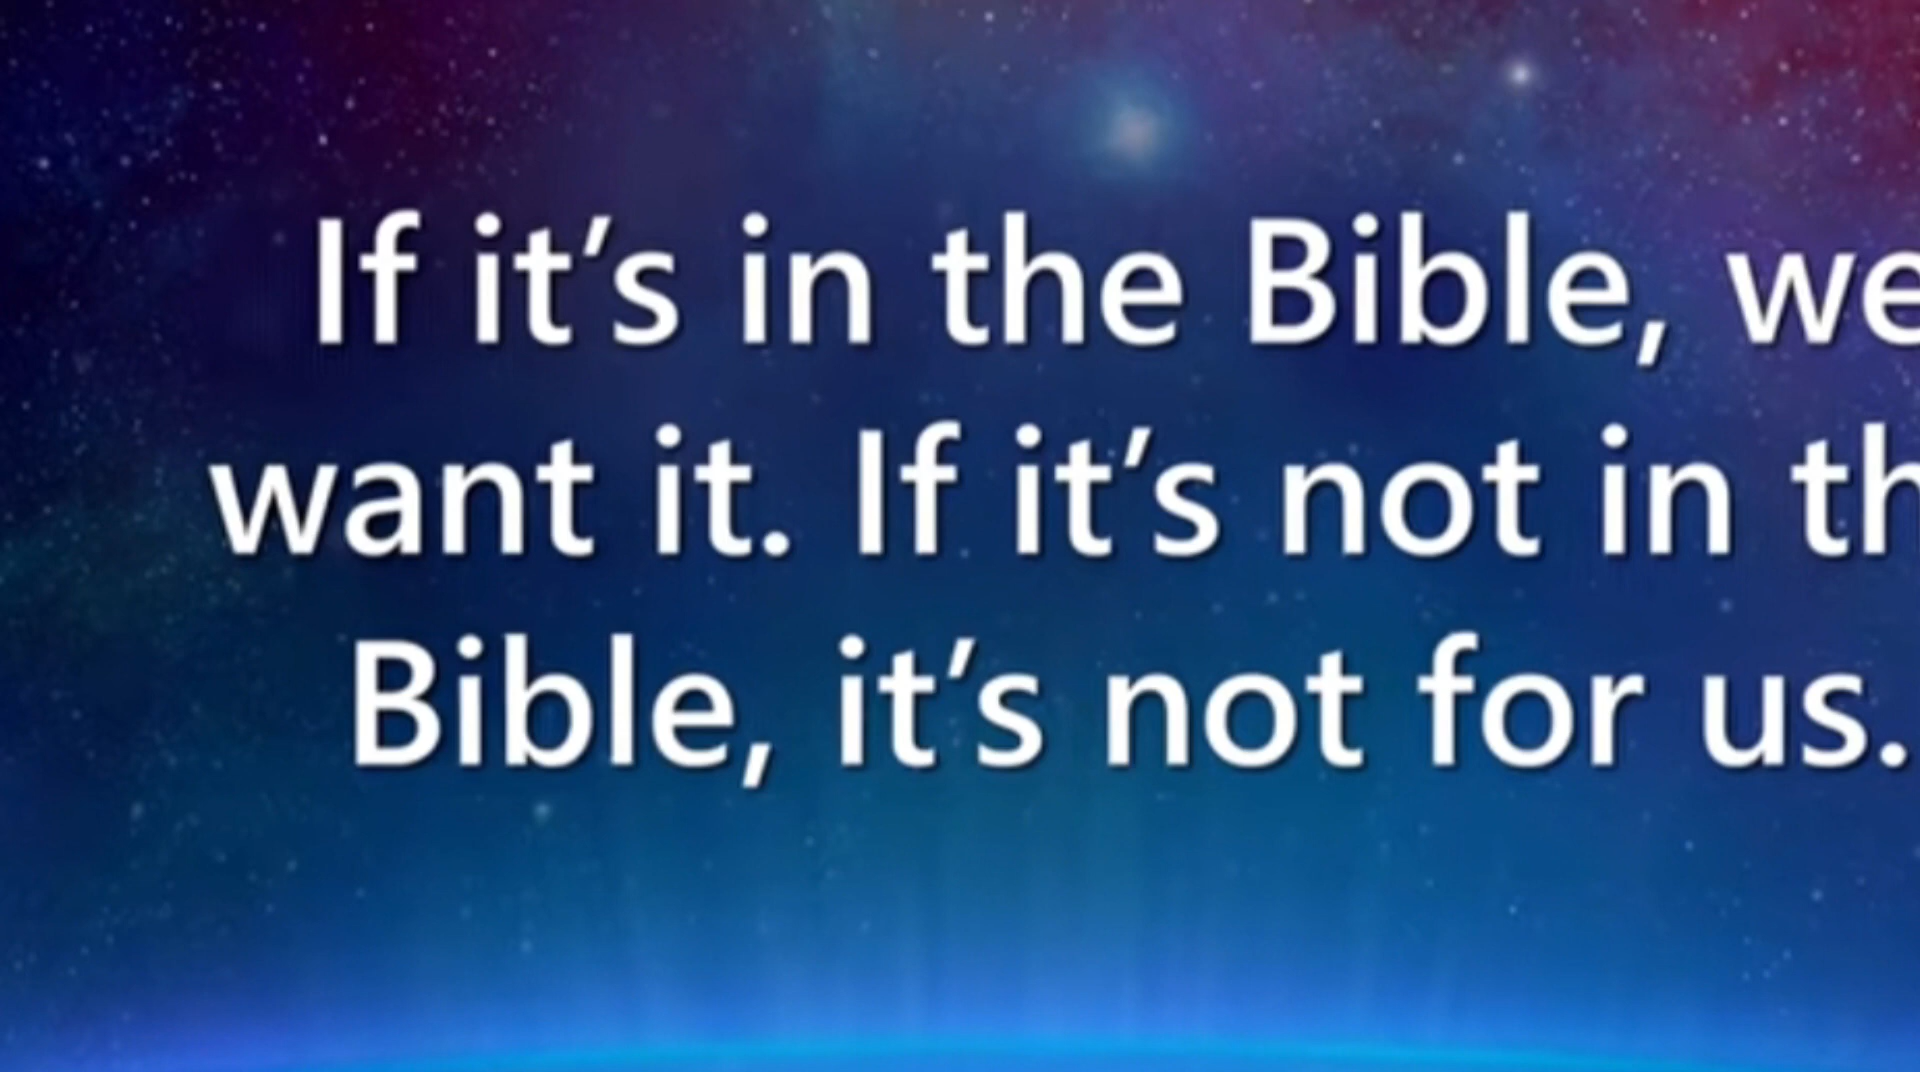 If it’s in the Bible, we
want it. If it’s not in th
Bible, it’s not for us.